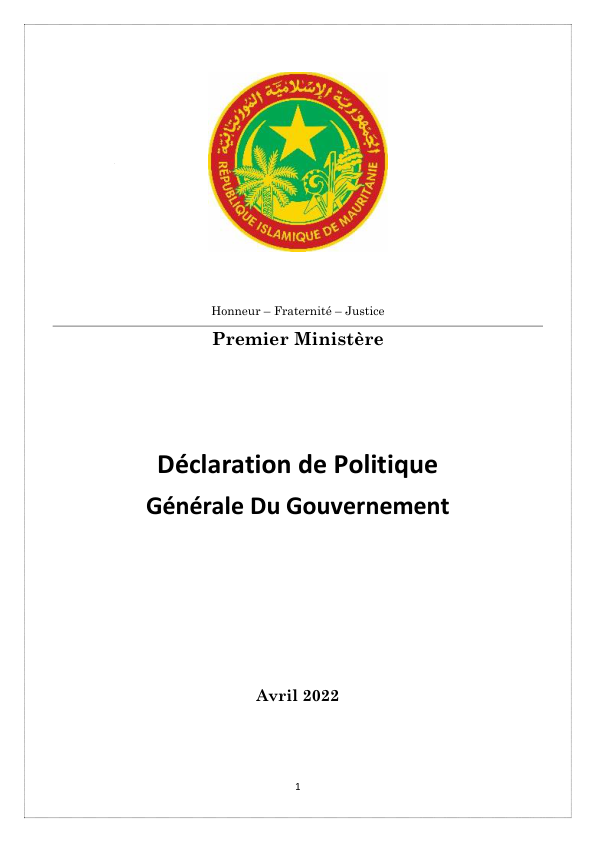 الجمهورية الإسلامية الموريتانية
RÉPUBLIQUE ISLAMIQUE DE MAURITANIE
Honneur – Fraternité – Justice
Premier Ministère
Déclaration de Politique
Générale Du Gouvernement
Avril 2022
1